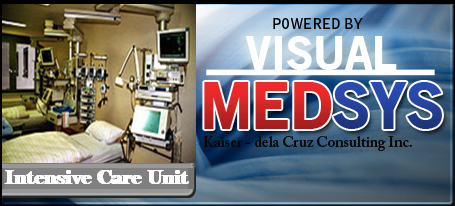 POWERED BY
VISUAL
MEDSYS
Kaiser - dela Cruz Consulting Inc.
Intensive Care Unit